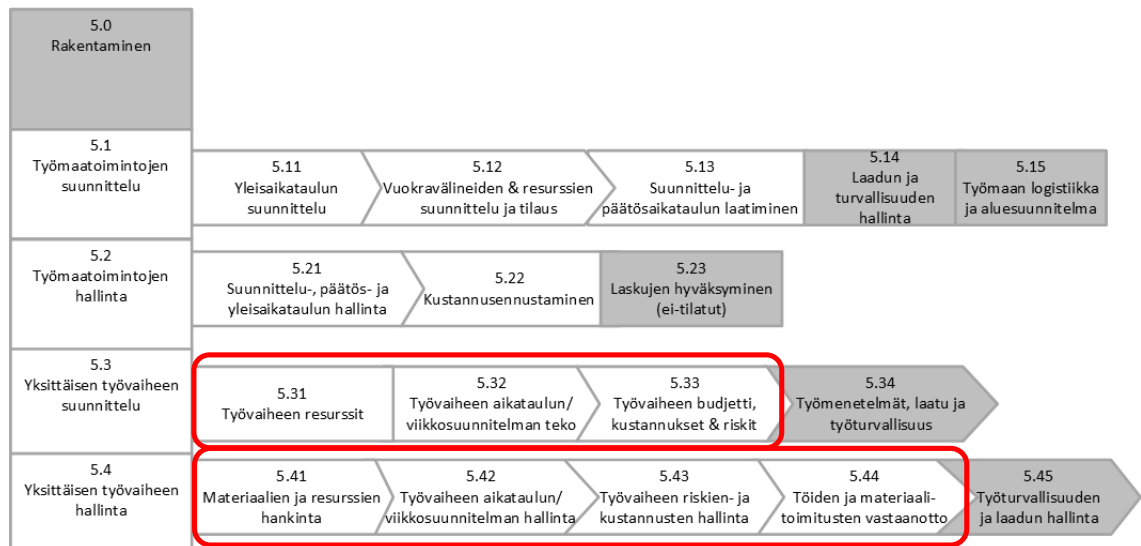 5.0
Rakentaminen
5.1
Työmaatoimintojen
suunnittelu
5.11
Yleisaikataulun
suunnittelu
5.12
Vuokravälineiden & resurssien
suunnittelu ja tilaus
5.13
Suunnittelu- ja
päätösaikataulun laatiminen
5.14
Laadun ja
turvallisuuden
hallinta
5.15
Työmaan logistiikka
ja aluesuunnitelma
5.2
Työmaatoimintojen
hallinta
5.21
Suunnittelu-, päätös- ja
yleisaikataulun hallinta
5.22
Kustannusennustaminen
5.23
Laskujen hyväksyminen
(ei-tilatut)
5.3
Yksittäisen työvaiheen
suunnittelu
5.31
Työvaiheen resurssit
5.32
Työvaiheen aikataulun/
viikkosuunnitelman teko
5.33
Työvaiheen budjetti,
kustannukset & riskit
5.34
Työmenetelmät, laatu ja
työturvallisuus
5.4
Yksittäisen työvaiheen
hallinta
5.41
Materiaalien ja resurssien
hankinta
5.42
Työvaiheen aikataulun/
viikkosuunnitelman hallinta
5.43
Työvaiheen riskien- ja
kustannusten hallinta
5.44
Töiden ja materiaali-
toimitusten vastaanotto
5.45
Työturvallisuuden
ja laadun hallinta